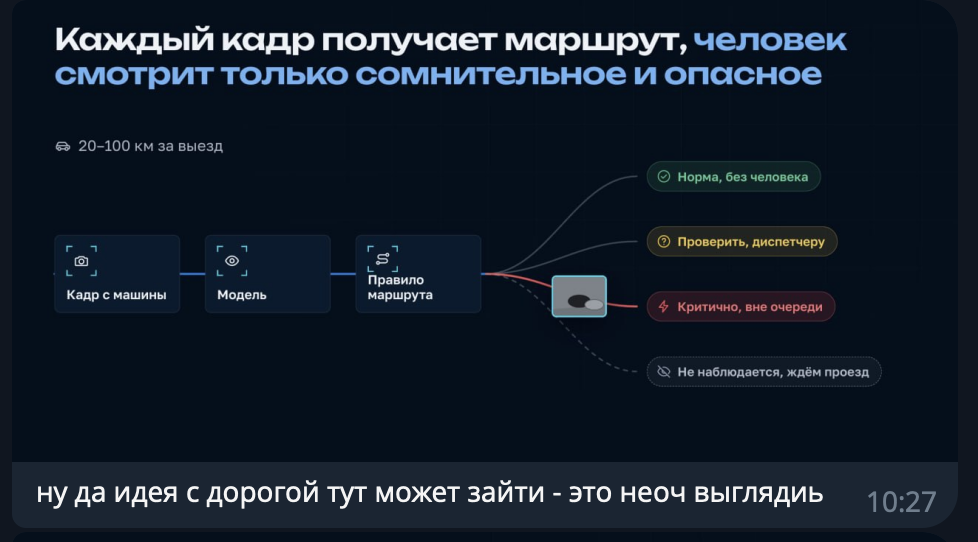 Каждый кадр получает маршрут, человек
смотрит только сомнительное и опасное
20–100 км за выезд
Норма, без человека
Проверить, диспетчеру
Кадр с машины
Модель
Правило
маршрута
Критично, вне очереди
Не наблюдается, ждём проезд
ну да идея с дорогой тут может зайти - это неоч выглядиь
10:27